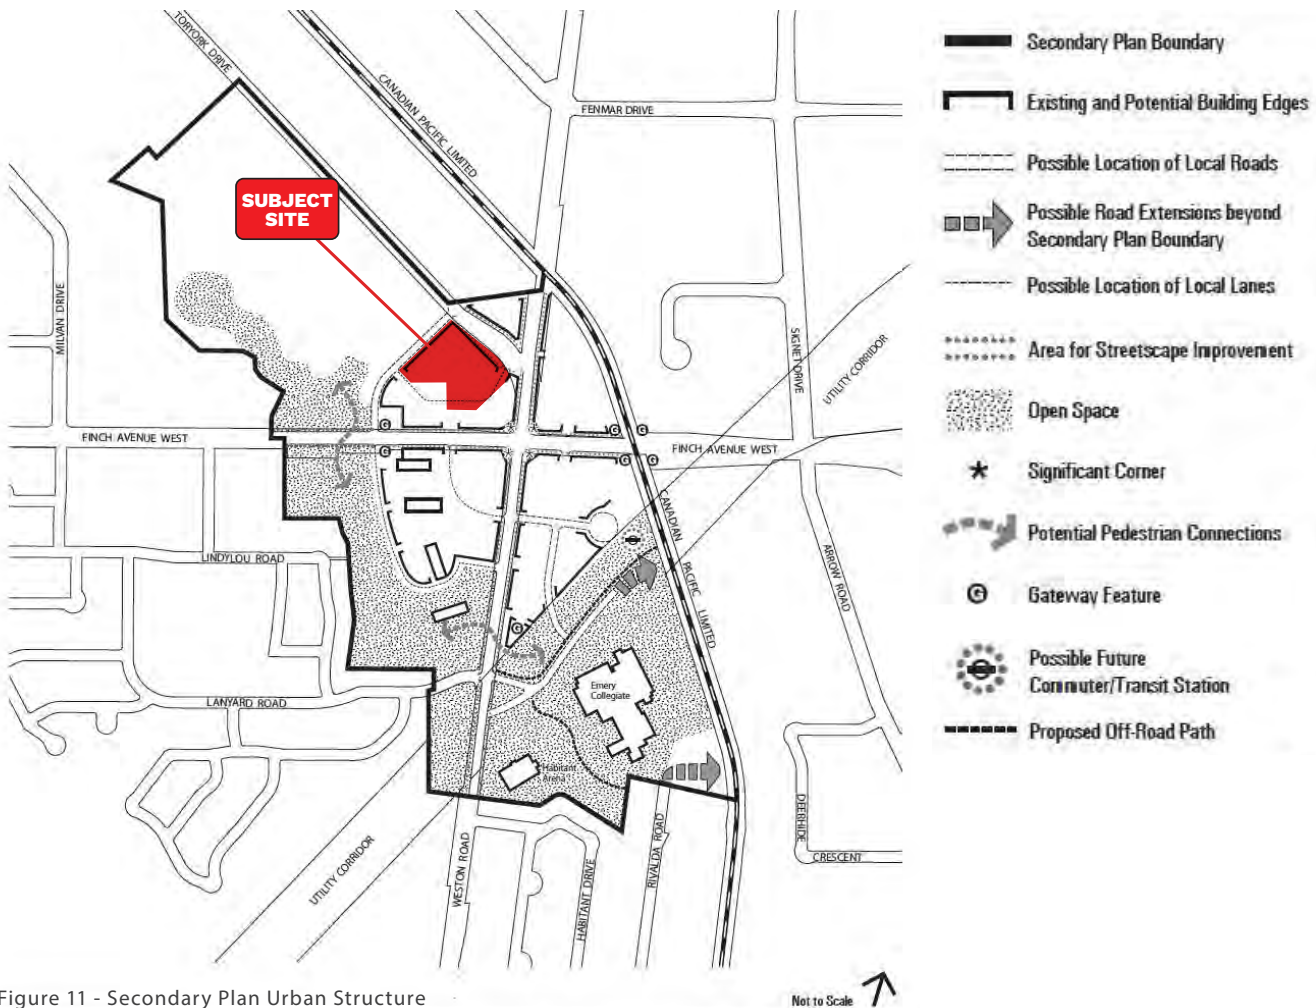 TORYORK DRIVE
CANADIAN PACIFIC LIMITED
FENMAR DRIVE
SUBJECT
SITE
MILVAN DRIVE
SIGNET DRIVE
UTILITY CORRIDOR
FINCH AVENUE WEST
G
G
G
FINCH AVENUE WEST
G
G
G
CANADIAN PACIFIC LIMITED
LINDYLOU ROAD
ARROW ROAD
G
Emery
Collegiate
LANYARD ROAD
Habitant
Arena
UTILITY CORRIDOR
WESTON ROAD
HABITANT DRIVE
RIVALDA ROAD
DEERHIDE
CRESCENT
Secondary Plan Boundary
Existing and Potential Building Edges
Possible Location of Local Roads
Possible Road Extensions beyond
Secondary Plan Boundary
Possible Location of Local Lanes
Area for Streetscape Improvement
Open Space
Significant Corner
Potential Pedestrian Connections
G
Gateway Feature
Possible Future
Commuter/Transit Station
Proposed Off-Road Path
Not to Scale
Figure 11 - Secondary Plan Urban Structure